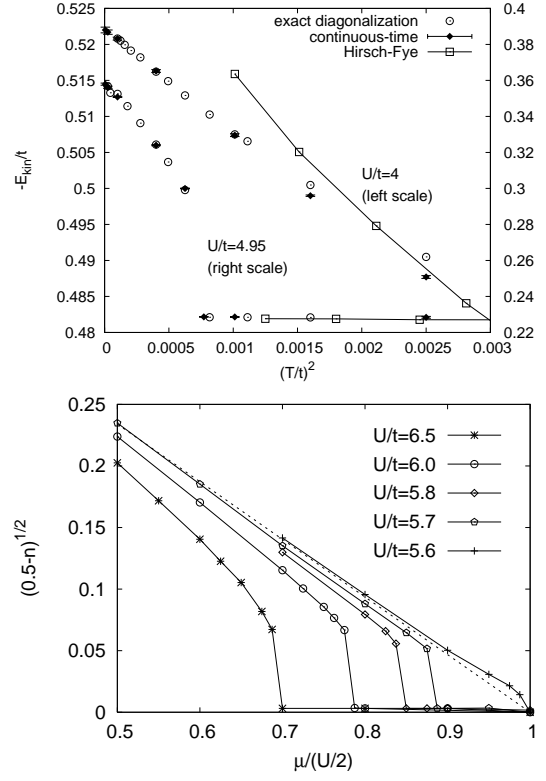 exact diagonalization
continuous-time
Hirsch-Fye
0.525
0.52
0.515
0.51
0.505
0.5
0.495
0.49
0.485
0.48
-E_kin/t
0.4
0.38
0.36
0.34
0.32
0.3
0.28
0.26
0.24
0.22
U/t=4
(left scale)
U/t=4.95
(right scale)
0 0.0005 0.001 0.0015 0.002 0.0025 0.003
(T/t)^2
0.25
0.2
0.15
0.1
0.05
0
(0.5-n)^1/2
U/t=6.5
U/t=6.0
U/t=5.8
U/t=5.7
U/t=5.6
0.5 0.6 0.7 0.8 0.9 1
μ/(U/2)